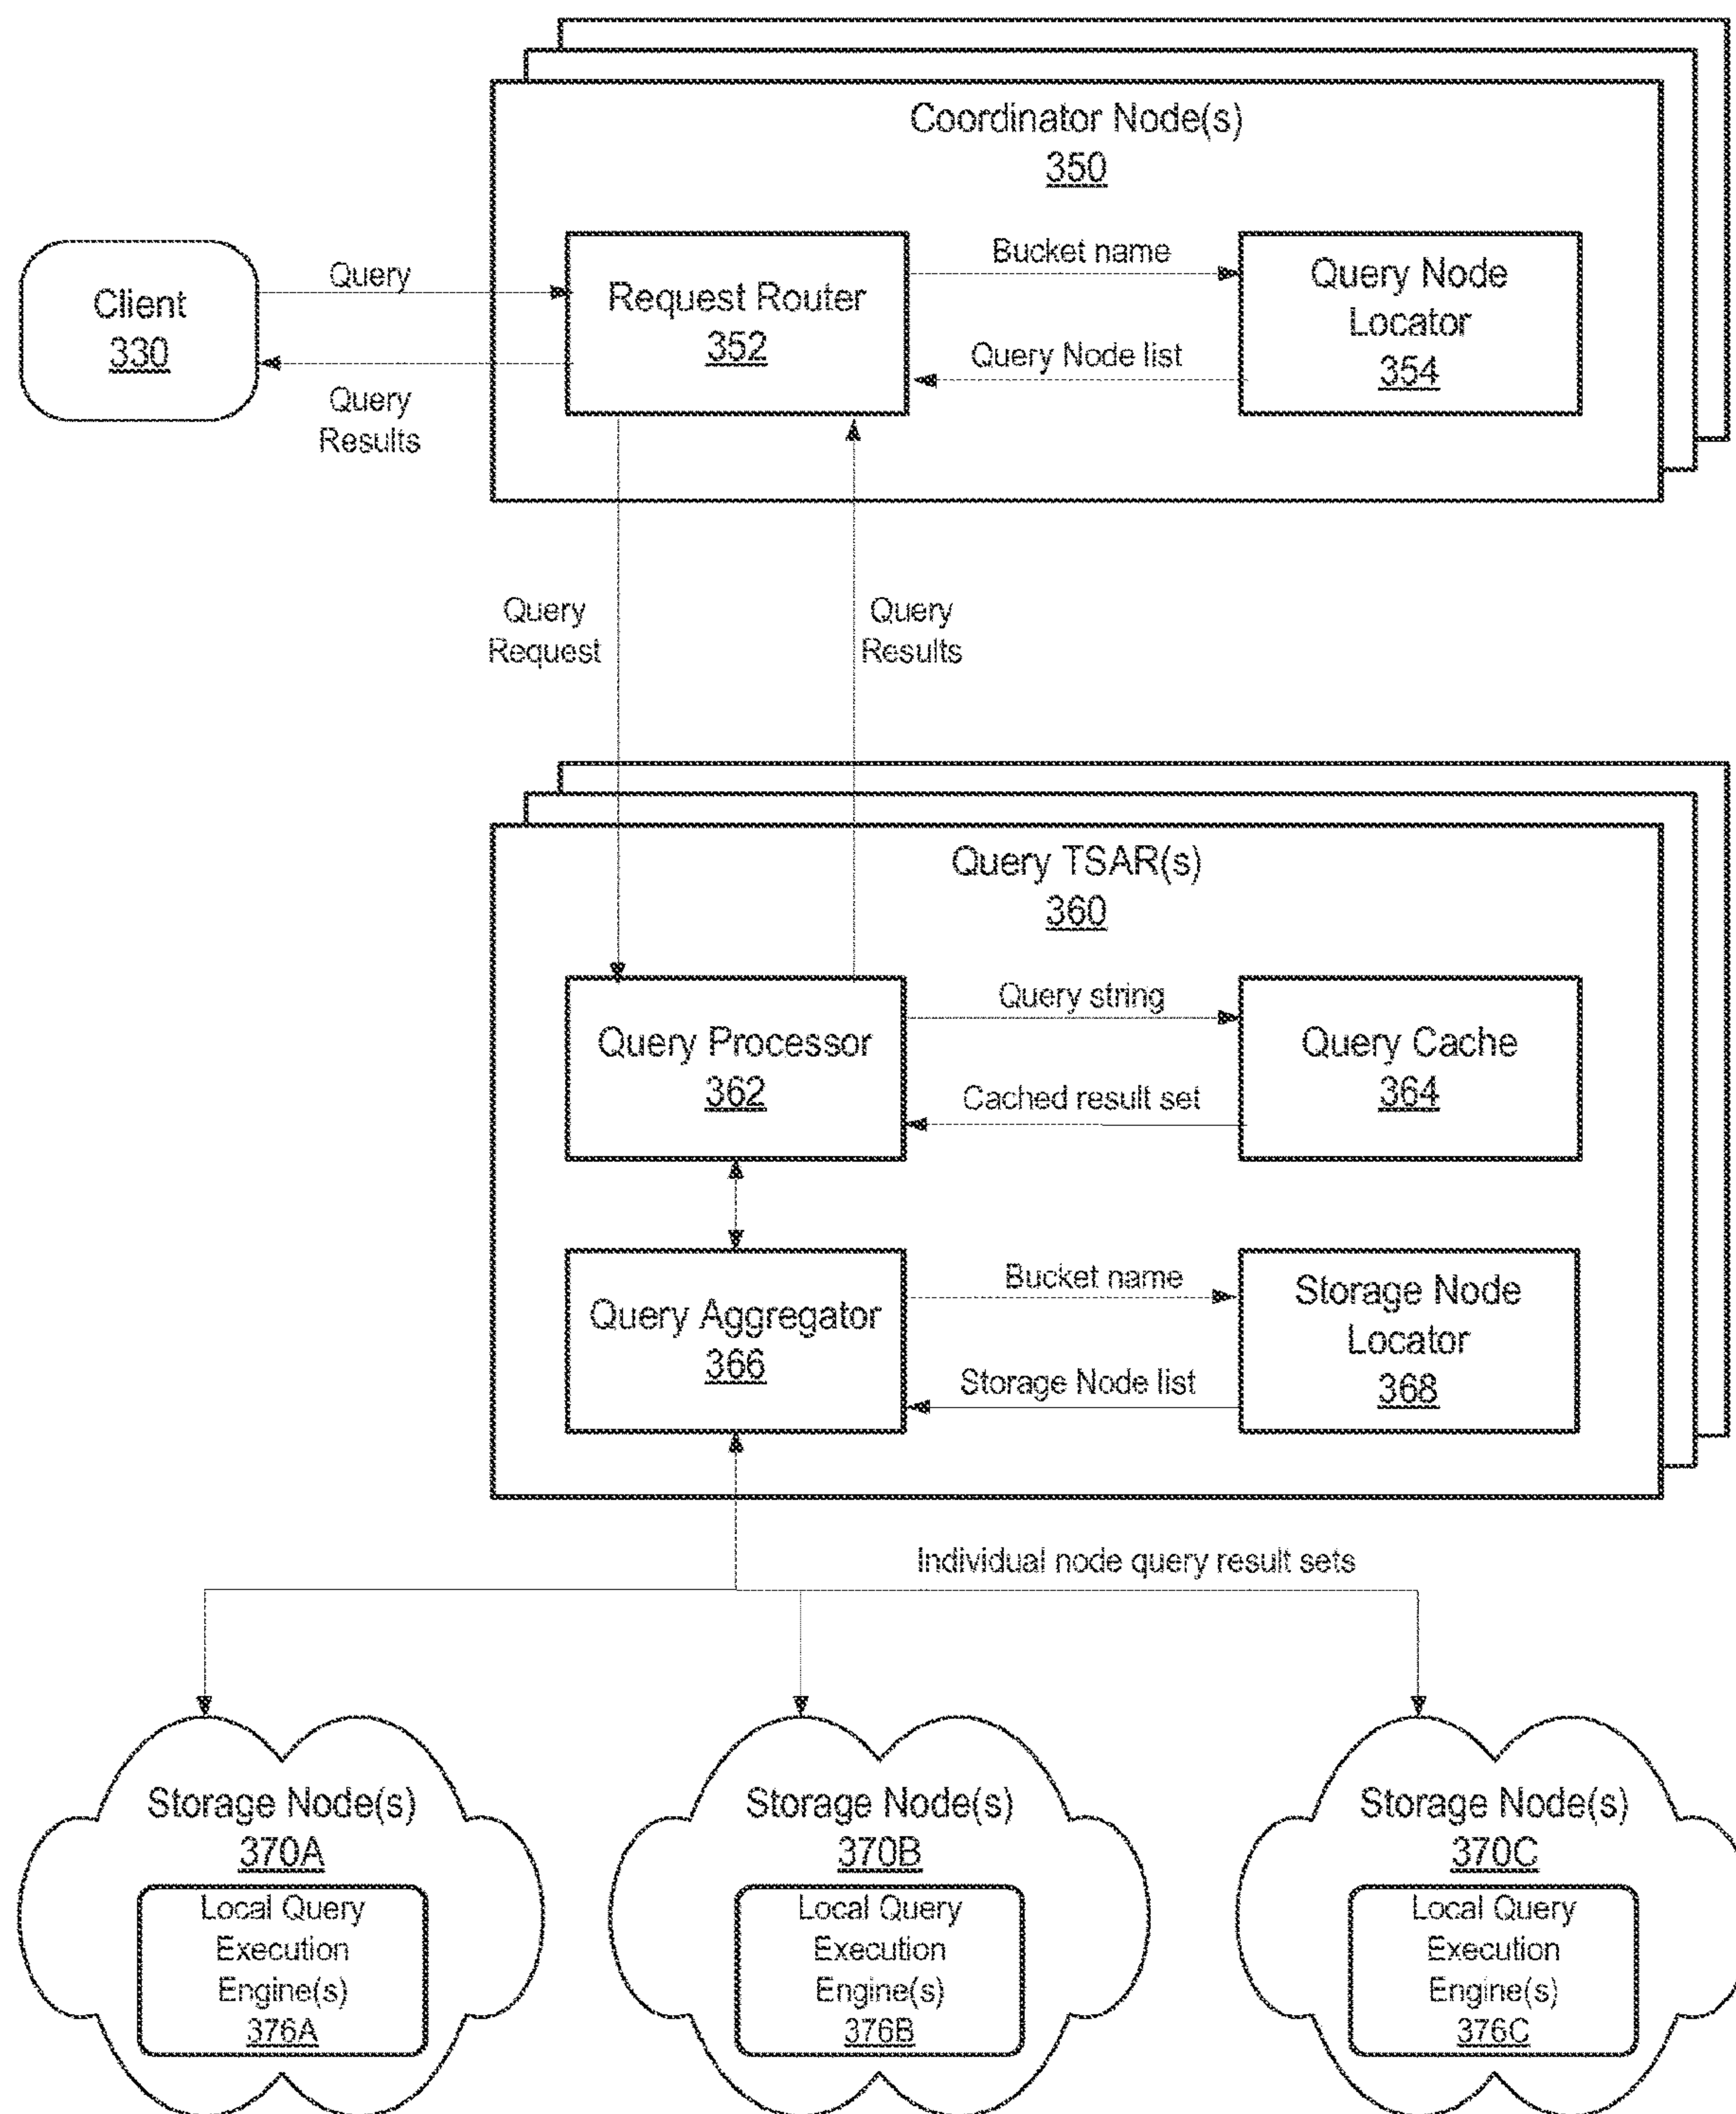 Coordinator Node(s)
350
Client
330
Query
Query
Results
Request Router
352
Bucket name
Query Node list
Query Node
Locator
354
Query
Request
Query
Results
Query TSAR(s)
360
Query Processor
362
Query string
Cached result set
Query Cache
364
Query Aggregator
366
Bucket name
Storage Node list
Storage Node
Locator
368
Individual node query result sets
Storage Node(s)
370A
Local Query
Execution
Engine(s)
376A
Storage Node(s)
370B
Local Query
Execution
Engine(s)
376B
Storage Node(s)
370C
Local Query
Execution
Engine(s)
376C